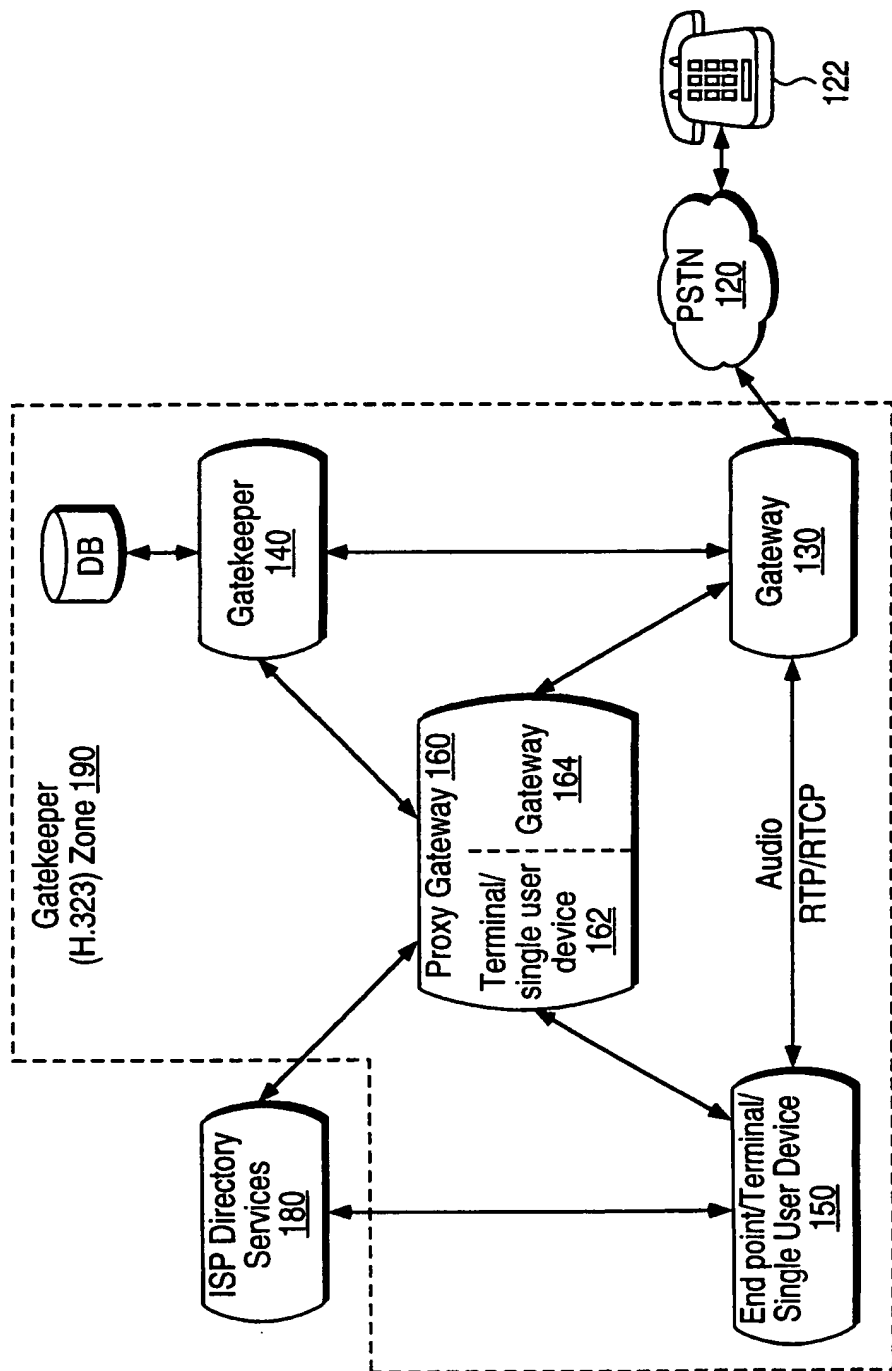 Gatekeeper
(H.323) Zone 190
DB
Gatekeeper
140
ISP Directory
Services
180
Proxy Gateway 160
Terminal/
single user
device
162
Gateway
164
End point/Terminal/
Single User Device
150
Audio
RTP/RTCP
Gateway
130
PSTN
120
122